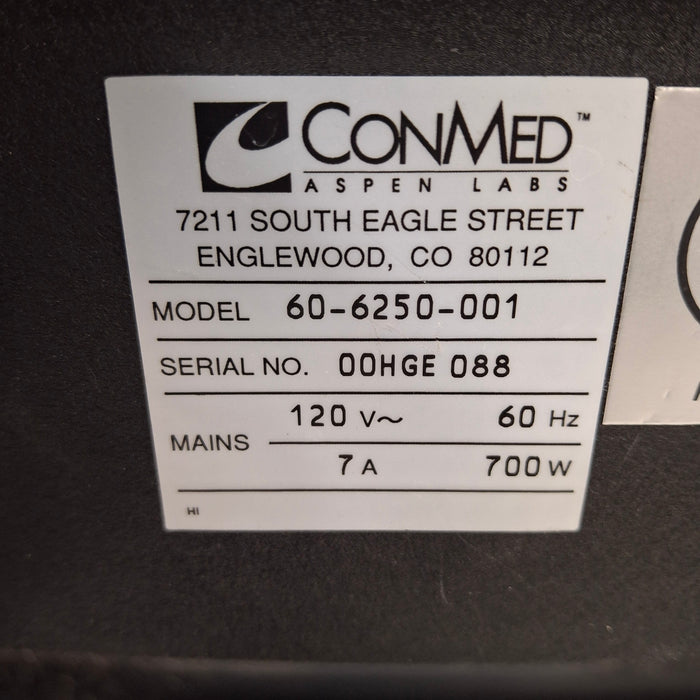 CONMED™
ASPEN LABS
7211 SOUTH EAGLE STREET
ENGLEWOOD, CO 80112
MODEL 60-6250-001
SERIAL NO. 00HGE 088
MAINS
120 V~ 60 Hz
7 A 700 W
HI